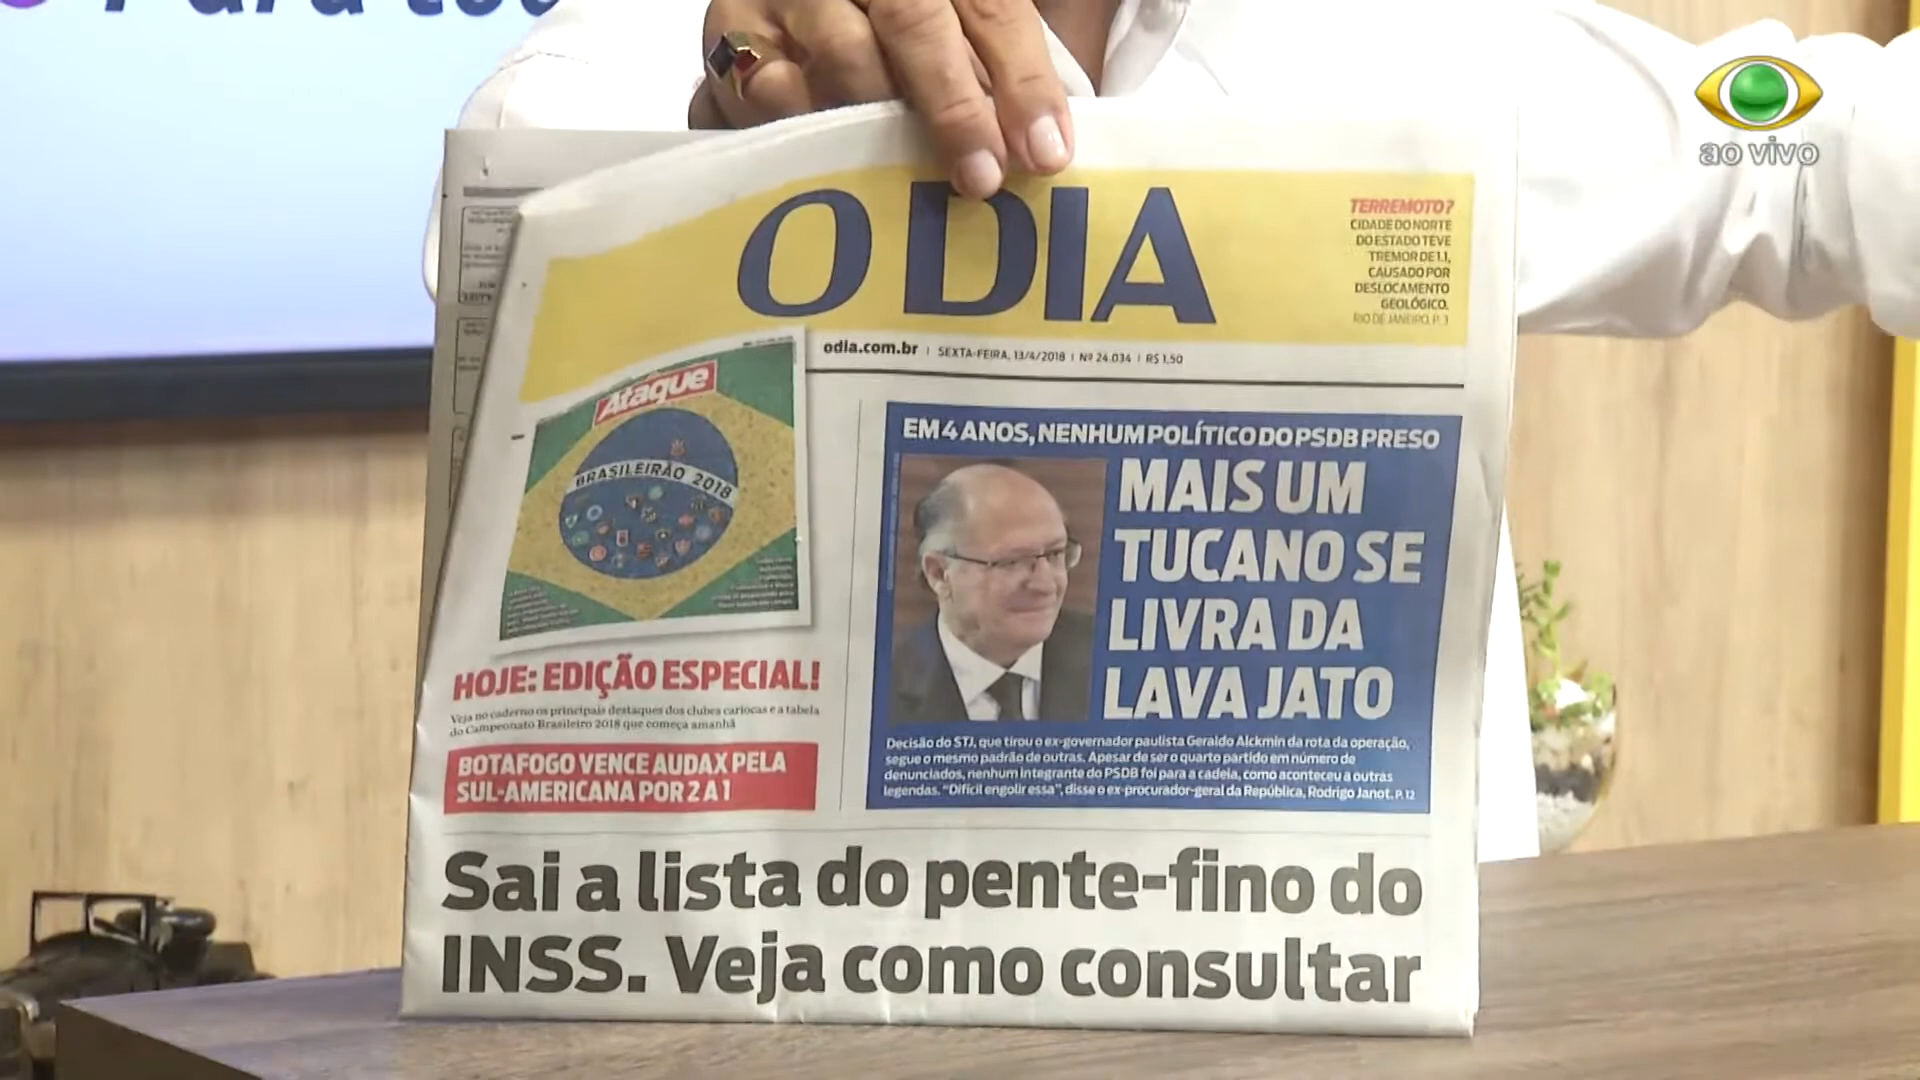 Para
ao vivo
O DIA
TERREMOTO?
CIDADE DO NORTE
DO ESTADO TEVE
TREMOR DE 1.1,
CAUSADO POR
DESLOCAMENTO
GEOLÓGICO.
RIO DE JANEIRO, P. 3
odia.com.br | SEXTA-FEIRA, 13/4/2018 | Nº 24.034 | R$ 1,50
Ataque
BRASILEIRÃO 2018
HOJE: EDIÇÃO ESPECIAL!
Veja no caderno os principais destaques dos clubes cariocas e a tabela
do Campeonato Brasileiro 2018 que começa amanhã
BOTAFOGO VENCE AUDAX PELA
SUL-AMERICANA POR 2 A 1
EM 4 ANOS, NENHUM POLÍTICO DO PSDB PRESO
MAIS UM
TUCANO SE
LIVRA DA
LAVA JATO
Decisão do STJ, que tirou o ex-governador paulista Geraldo Alckmin da rota da operação,
segue o mesmo padrão de outras. Apesar de ser o quarto partido em número de
denunciados, nenhum integrante do PSDB foi para a cadeia, como aconteceu a outras
legendas. “Difícil engolir essa”, disse o ex-procurador-geral da República, Rodrigo Janot. P. 12
Sai a lista do pente-fino do
INSS. Veja como consultar